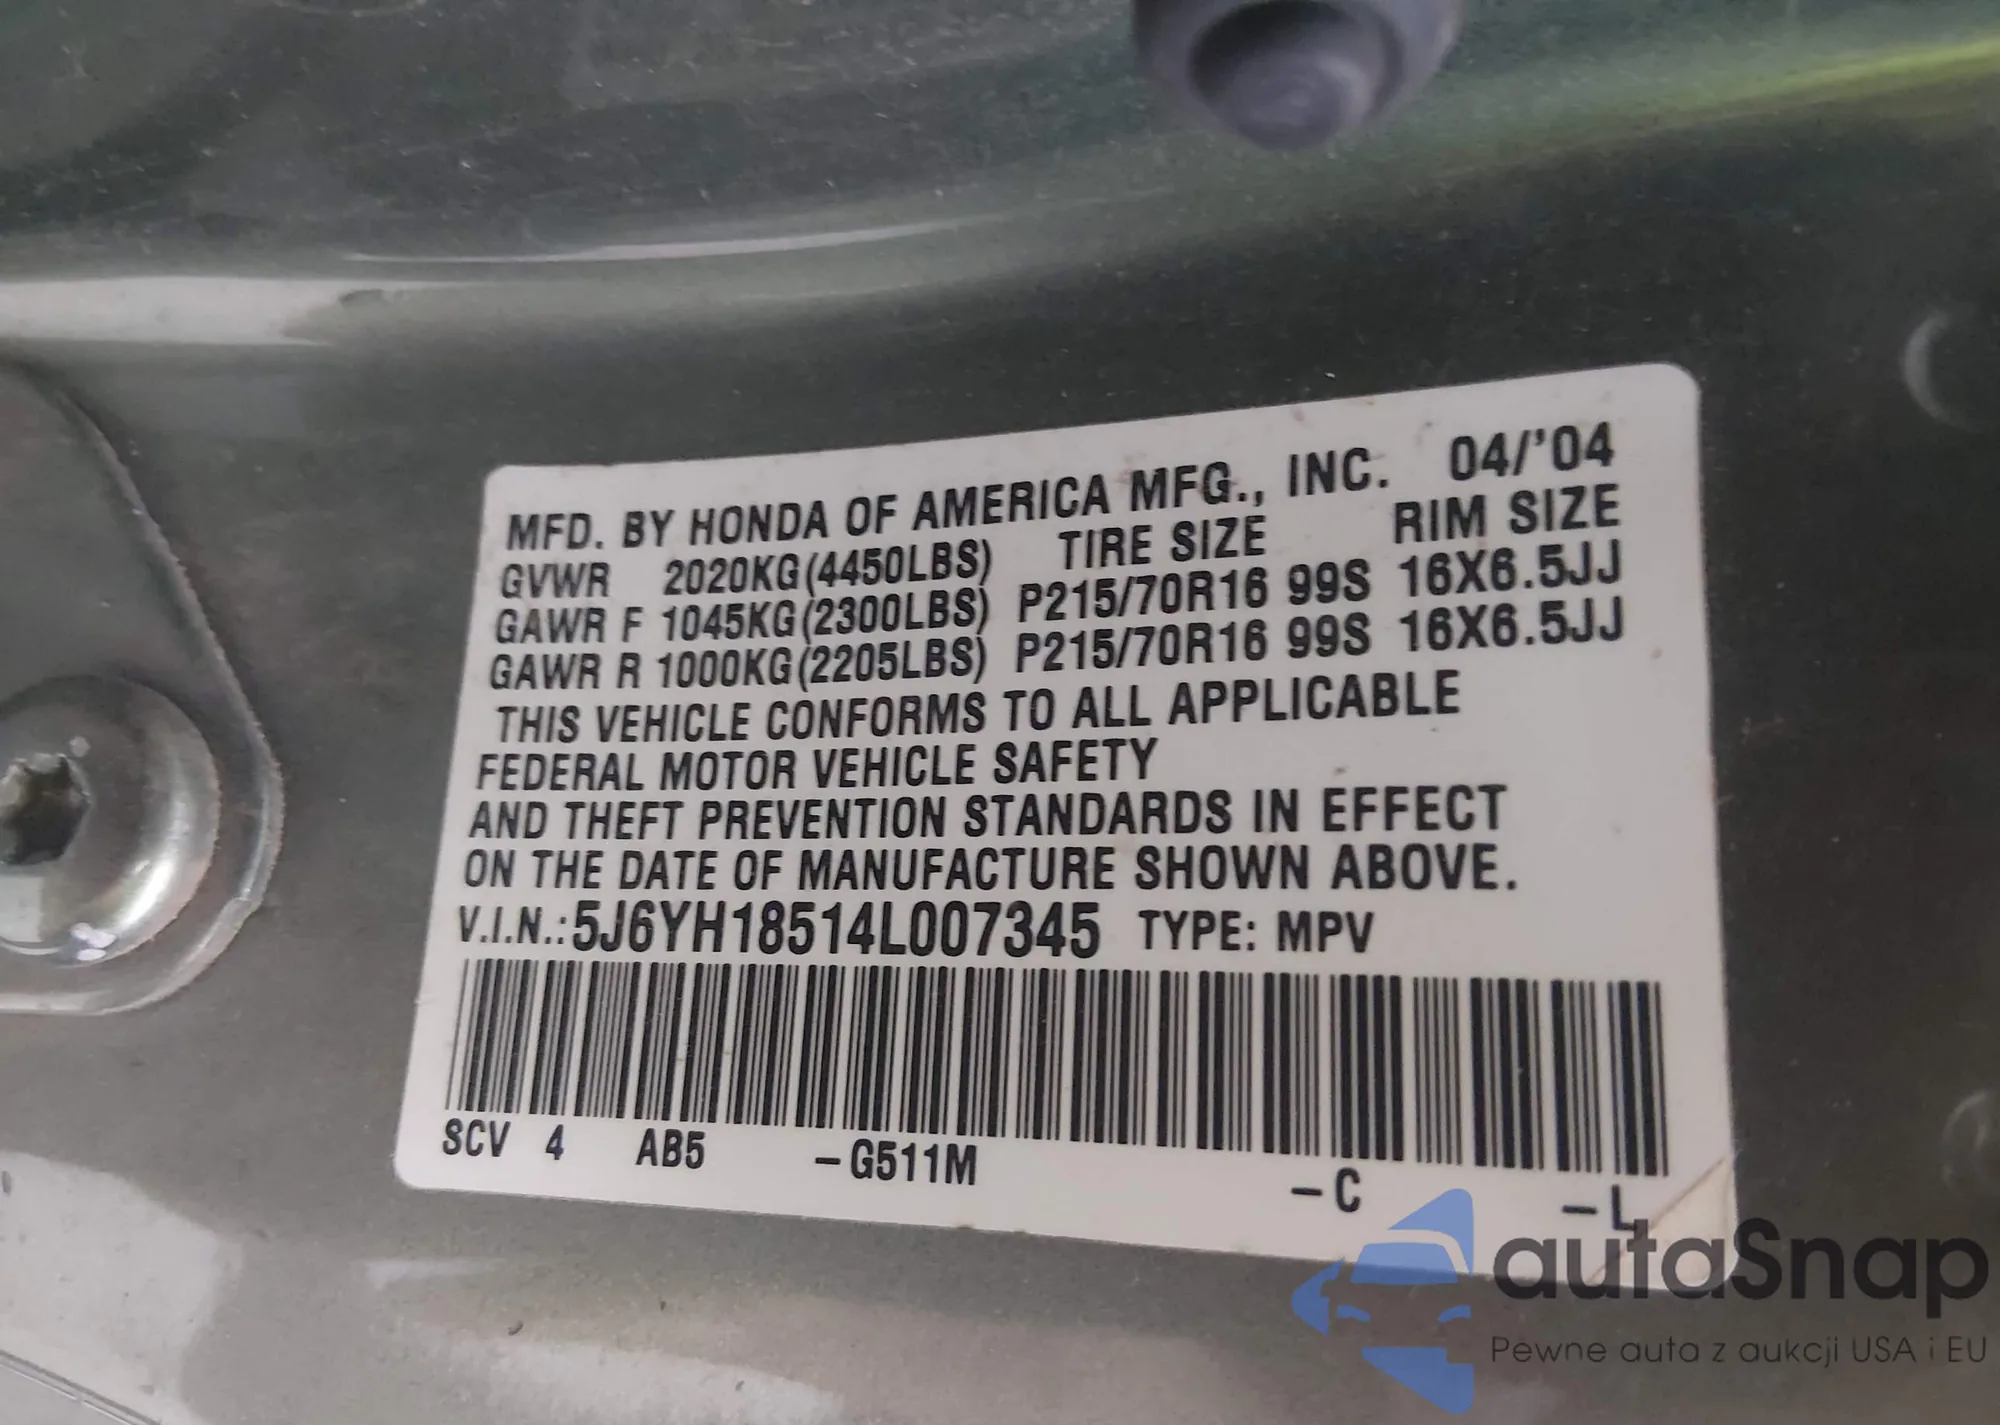 MFD. BY HONDA OF AMERICA MFG., INC. 04/'04
GVWR 2020KG(4450LBS) TIRE SIZE RIM SIZE
GAWR F 1045KG(2300LBS) P215/70R16 99S 16X6.5JJ
GAWR R 1000KG(2205LBS) P215/70R16 99S 16X6.5JJ
THIS VEHICLE CONFORMS TO ALL APPLICABLE
FEDERAL MOTOR VEHICLE SAFETY
AND THEFT PREVENTION STANDARDS IN EFFECT
ON THE DATE OF MANUFACTURE SHOWN ABOVE.
V.I.N.:5J6YH18514L007345 TYPE: MPV
SCV 4 AB5 –G511M –C –L
autaSnap
Pewne auta z aukcji USA i EU